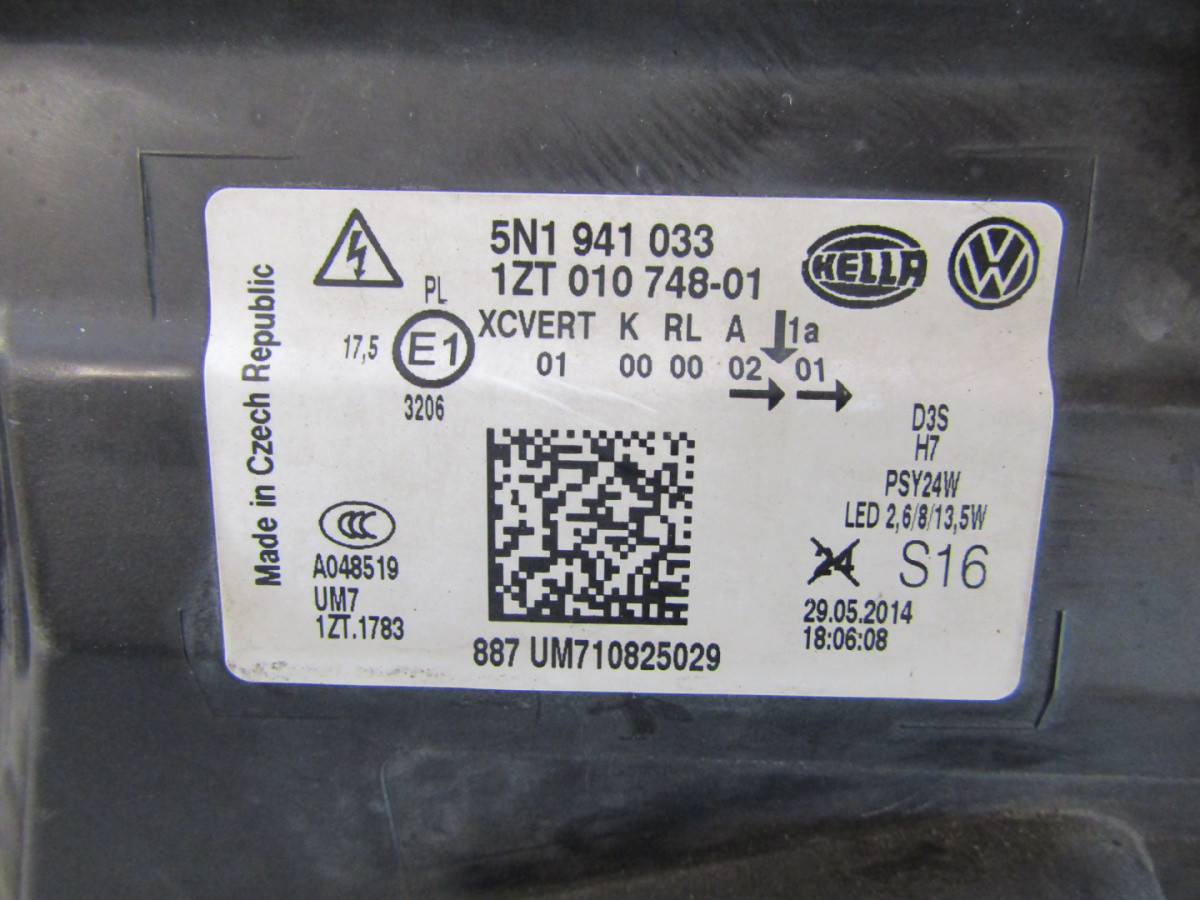 5N1 941 033
1ZT 010 748-01
HELLA
VW
PL
17,5
E1
3206
XCVERT K RL A 1a
01 00 00 02 01
Made in Czech Republic
D3S
H7
PSY24W
LED 2,6/8/13,5W
24 S16
29.05.2014
18:06:08
CCC
A048519
UM7
1ZT.1783
887 UM710825029